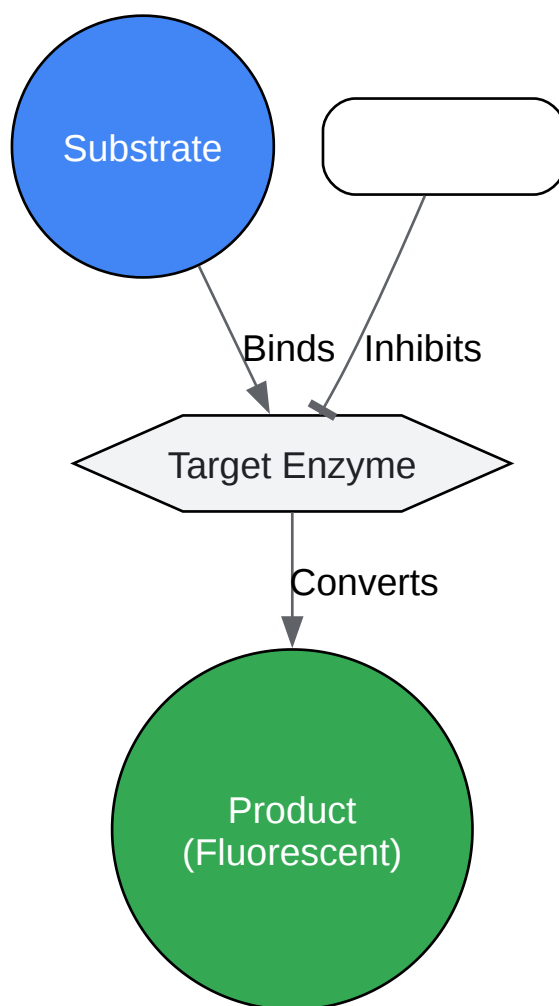 Substrate
Binds
Inhibits
Target Enzyme
Converts
Product
(Fluorescent)